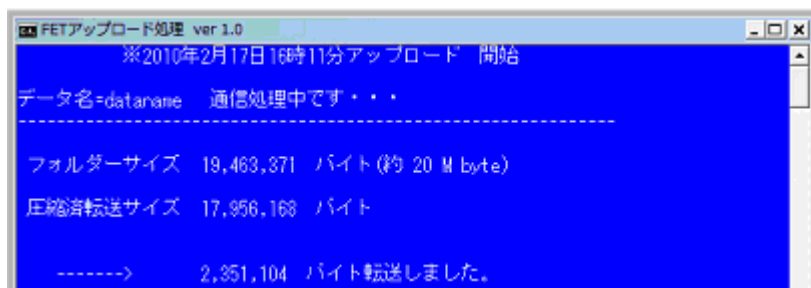 FETアップロード処理 ver 1.0
※2010年2月17日16時11分アップロード 開始
データ名=dataname 通信処理中です・・・
------------------------------------------------------------
フォルダーサイズ 19,463,371 バイト(約 20 M byte)
圧縮済転送サイズ 17,956,168 バイト
-------> 2,351,104 バイト転送しました。